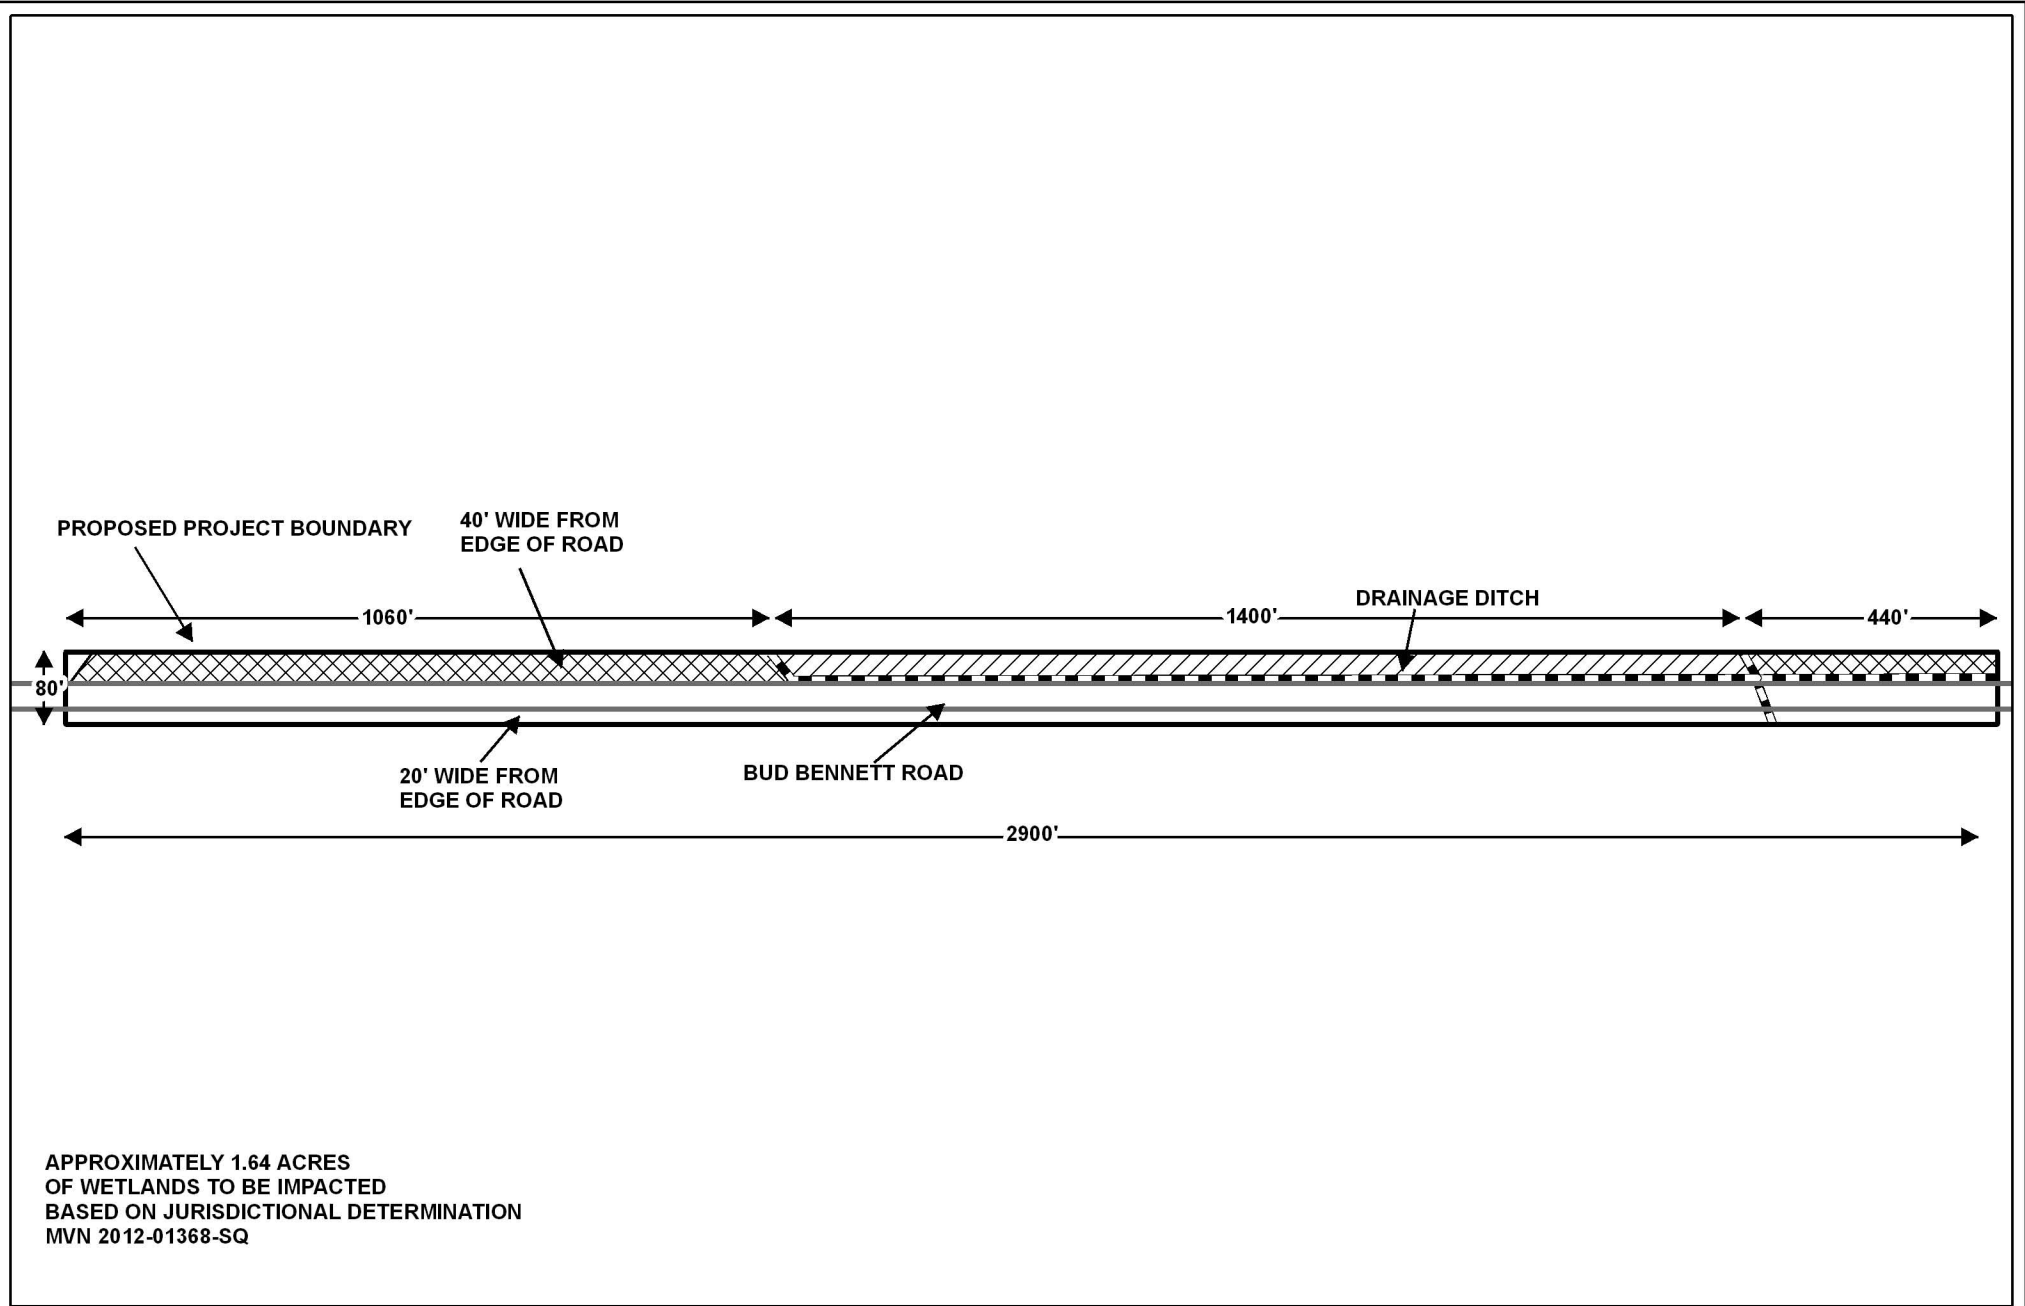 PROPOSED PROJECT BOUNDARY
40' WIDE FROM
EDGE OF ROAD
1060'
1400'
DRAINAGE DITCH
440'
80'
20' WIDE FROM
EDGE OF ROAD
BUD BENNETT ROAD
2900'
APPROXIMATELY 1.64 ACRES
OF WETLANDS TO BE IMPACTED
BASED ON JURISDICTIONAL DETERMINATION
MVN 2012-01368-SQ